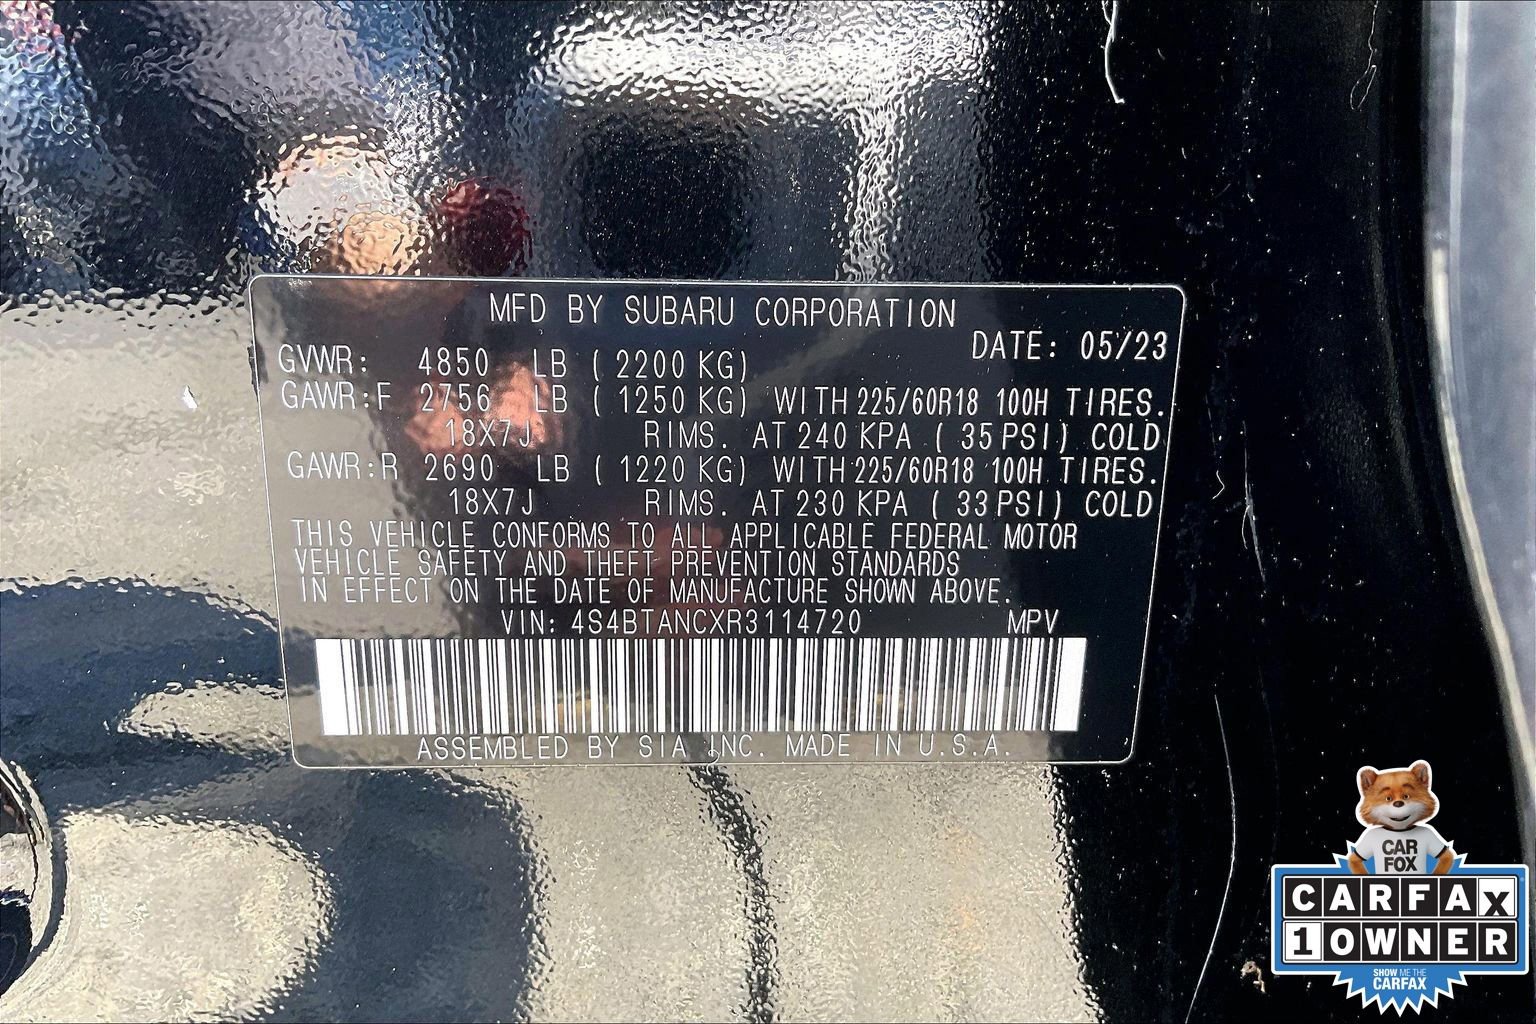 MFD BY SUBARU CORPORATION
DATE: 05/23
GVWR: 4850 LB ( 2200 KG)
GAWR:F 2756 LB ( 1250 KG) WITH 225/60R18 100H TIRES.
18X7J RIMS. AT 240 KPA ( 35 PSI) COLD
GAWR:R 2690 LB ( 1220 KG) WITH 225/60R18 100H TIRES.
18X7J RIMS. AT 230 KPA ( 33 PSI) COLD
THIS VEHICLE CONFORMS TO ALL APPLICABLE FEDERAL MOTOR
VEHICLE SAFETY AND THEFT PREVENTION STANDARDS
IN EFFECT ON THE DATE OF MANUFACTURE SHOWN ABOVE.
VIN: 4S4BTANCXR3114720 MPV
ASSEMBLED BY SIA INC. MADE IN U.S.A.
CAR
FOX
CARFAX
1 OWNER
SHOW ME THE
CARFAX